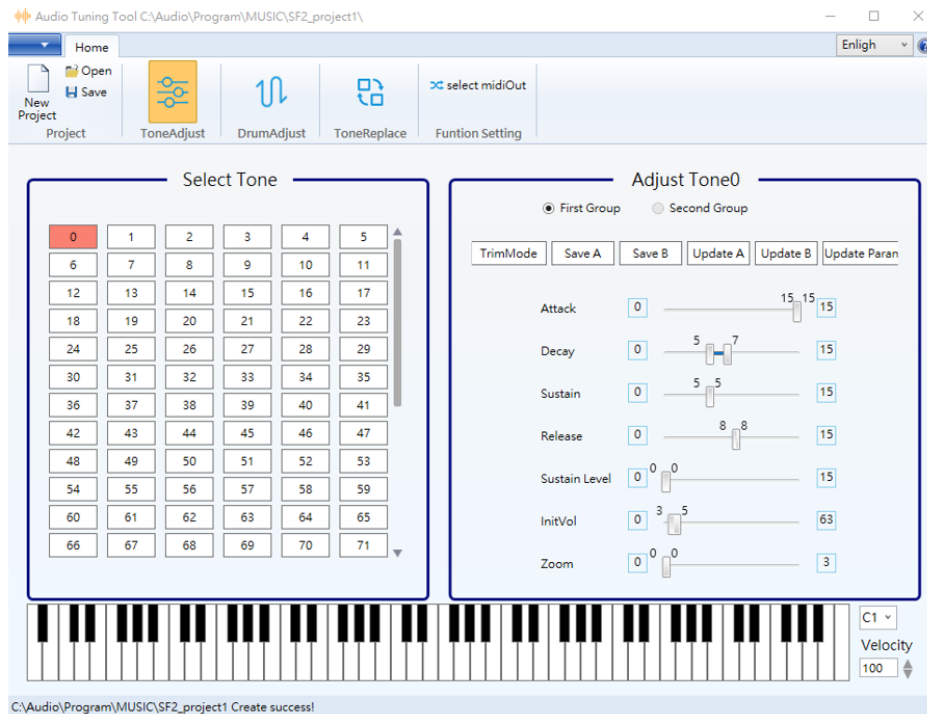 Audio Tuning Tool C:\Audio\Program\MUSIC\SF2_project1\
Home
Enligh
New
Project
Open
Save
Project
ToneAdjust
DrumAdjust
ToneReplace
select midiOut
Funtion Setting
Select Tone
0 1 2 3 4 5
6 7 8 9 10 11
12 13 14 15 16 17
18 19 20 21 22 23
24 25 26 27 28 29
30 31 32 33 34 35
36 37 38 39 40 41
42 43 44 45 46 47
48 49 50 51 52 53
54 55 56 57 58 59
60 61 62 63 64 65
66 67 68 69 70 71
Adjust Tone0
First Group Second Group
TrimMode Save A Save B Update A Update B Update Param
Attack 0 15 15 15
Decay 0 5 7 15
Sustain 0 5 5 15
Release 0 8 8 15
Sustain Level 0 0 0 15
InitVol 0 3 5 63
Zoom 0 0 0 3
C1
Velocity
100
C:\Audio\Program\MUSIC\SF2_project1 Create success!